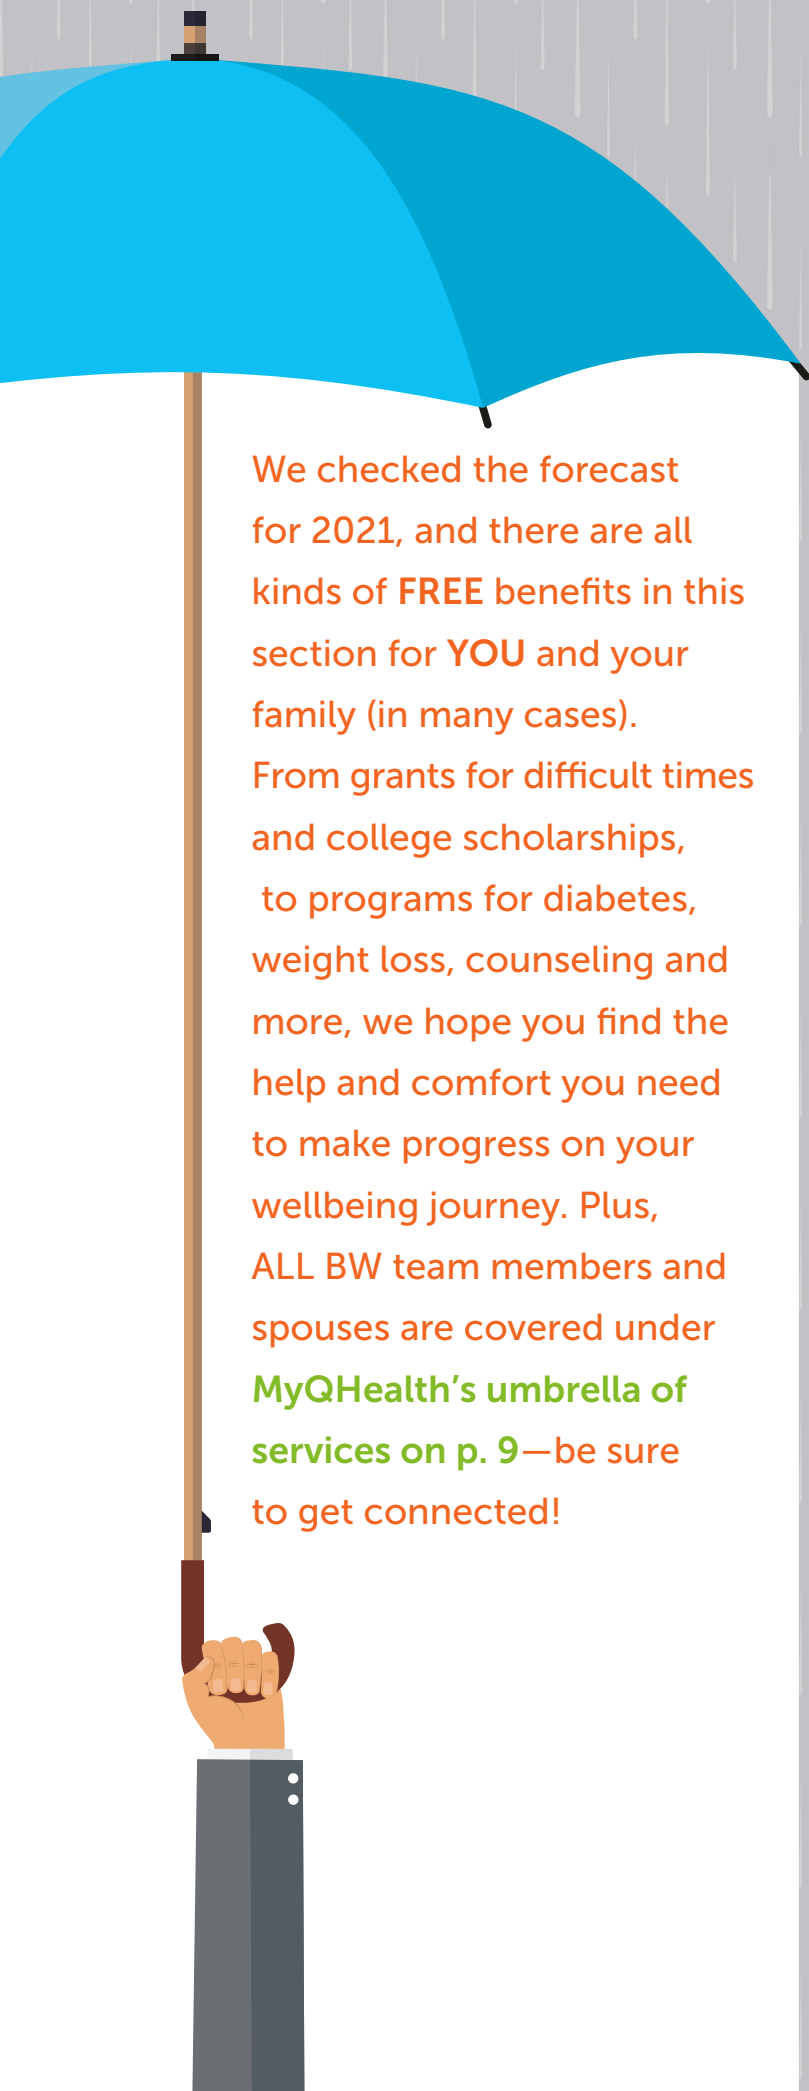 We checked the forecast
for 2021, and there are all
kinds of FREE benefits in this
section for YOU and your
family (in many cases).
From grants for difficult times
and college scholarships,
to programs for diabetes,
weight loss, counseling and
more, we hope you find the
help and comfort you need
to make progress on your
wellbeing journey. Plus,
ALL BW team members and
spouses are covered under
MyQHealth’s umbrella of
services on p. 9—be sure
to get connected!